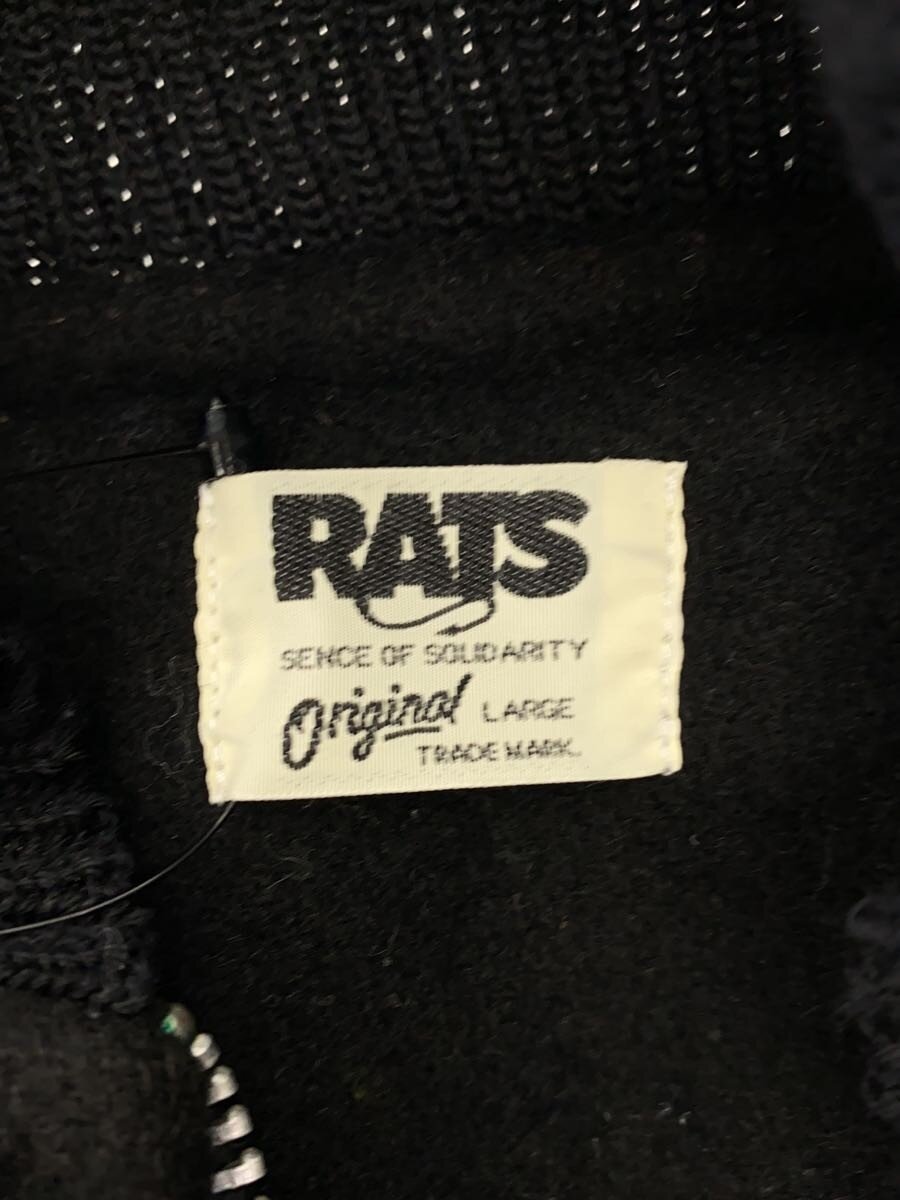 RATS
SENCE OF SOLIDARITY
Original LARGE
TRADE MARK.